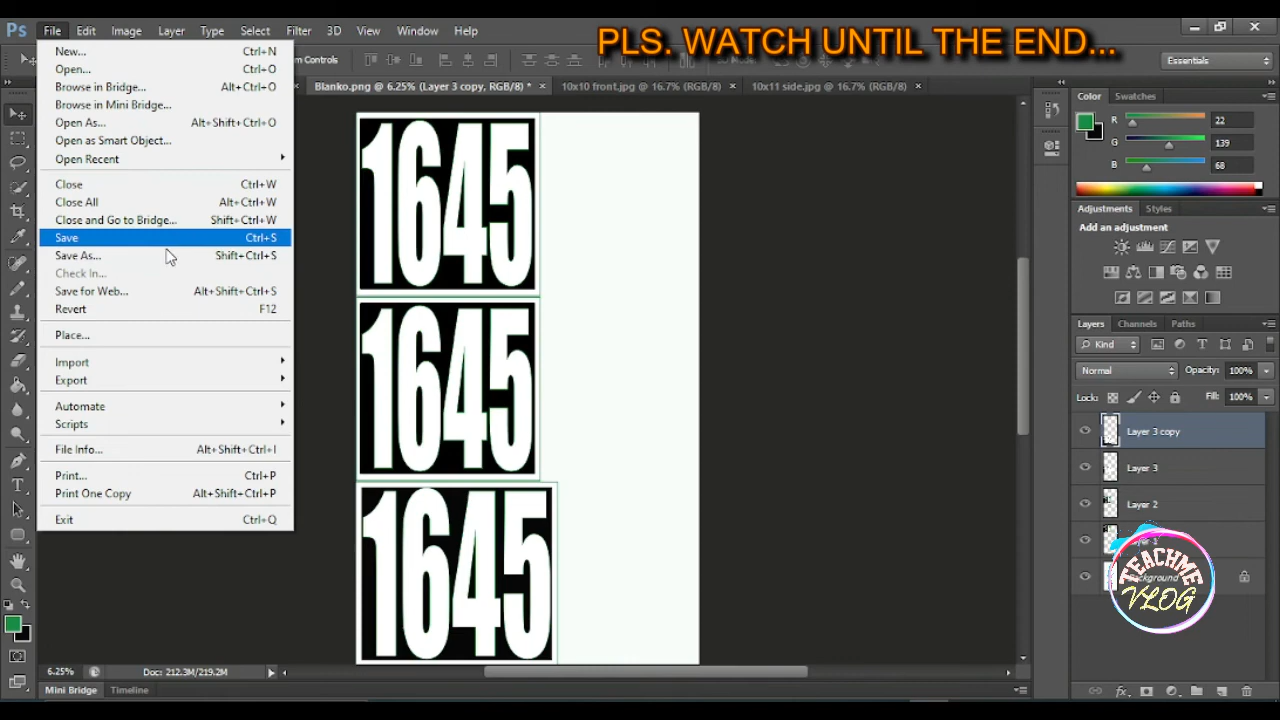 Ps File Edit Image Layer Type Select Filter 3D View Window Help
PLS. WATCH UNTIL THE END...
m Controls
Essentials
Blanko.png @ 6.25% (Layer 3 copy, RGB/8) * × 10x10 front.jpg @ 16.7% (RGB/8) × 10x11 side.jpg @ 16.7% (RGB/8) ×
New... Ctrl+N
Open... Ctrl+O
Browse in Bridge... Alt+Ctrl+O
Browse in Mini Bridge...
Open As... Alt+Shift+Ctrl+O
Open as Smart Object...
Open Recent
Close Ctrl+W
Close All Alt+Ctrl+W
Close and Go to Bridge... Shift+Ctrl+W
Save Ctrl+S
Save As... Shift+Ctrl+S
Check In...
Save for Web... Alt+Shift+Ctrl+S
Revert F12
Place...
Import
Export
Automate
Scripts
File Info... Alt+Shift+Ctrl+I
Print... Ctrl+P
Print One Copy Alt+Shift+Ctrl+P
Exit Ctrl+Q
1645
1645
1645
Color Swatches
R 22
G 139
B 68
Adjustments Styles
Add an adjustment
Layers Channels Paths
Kind
Normal Opacity: 100%
Lock: Fill: 100%
Layer 3 copy
Layer 3
Layer 2
Background
TEACHME
VLOG
6.25% Doc: 212.3M/219.2M
Mini Bridge Timeline